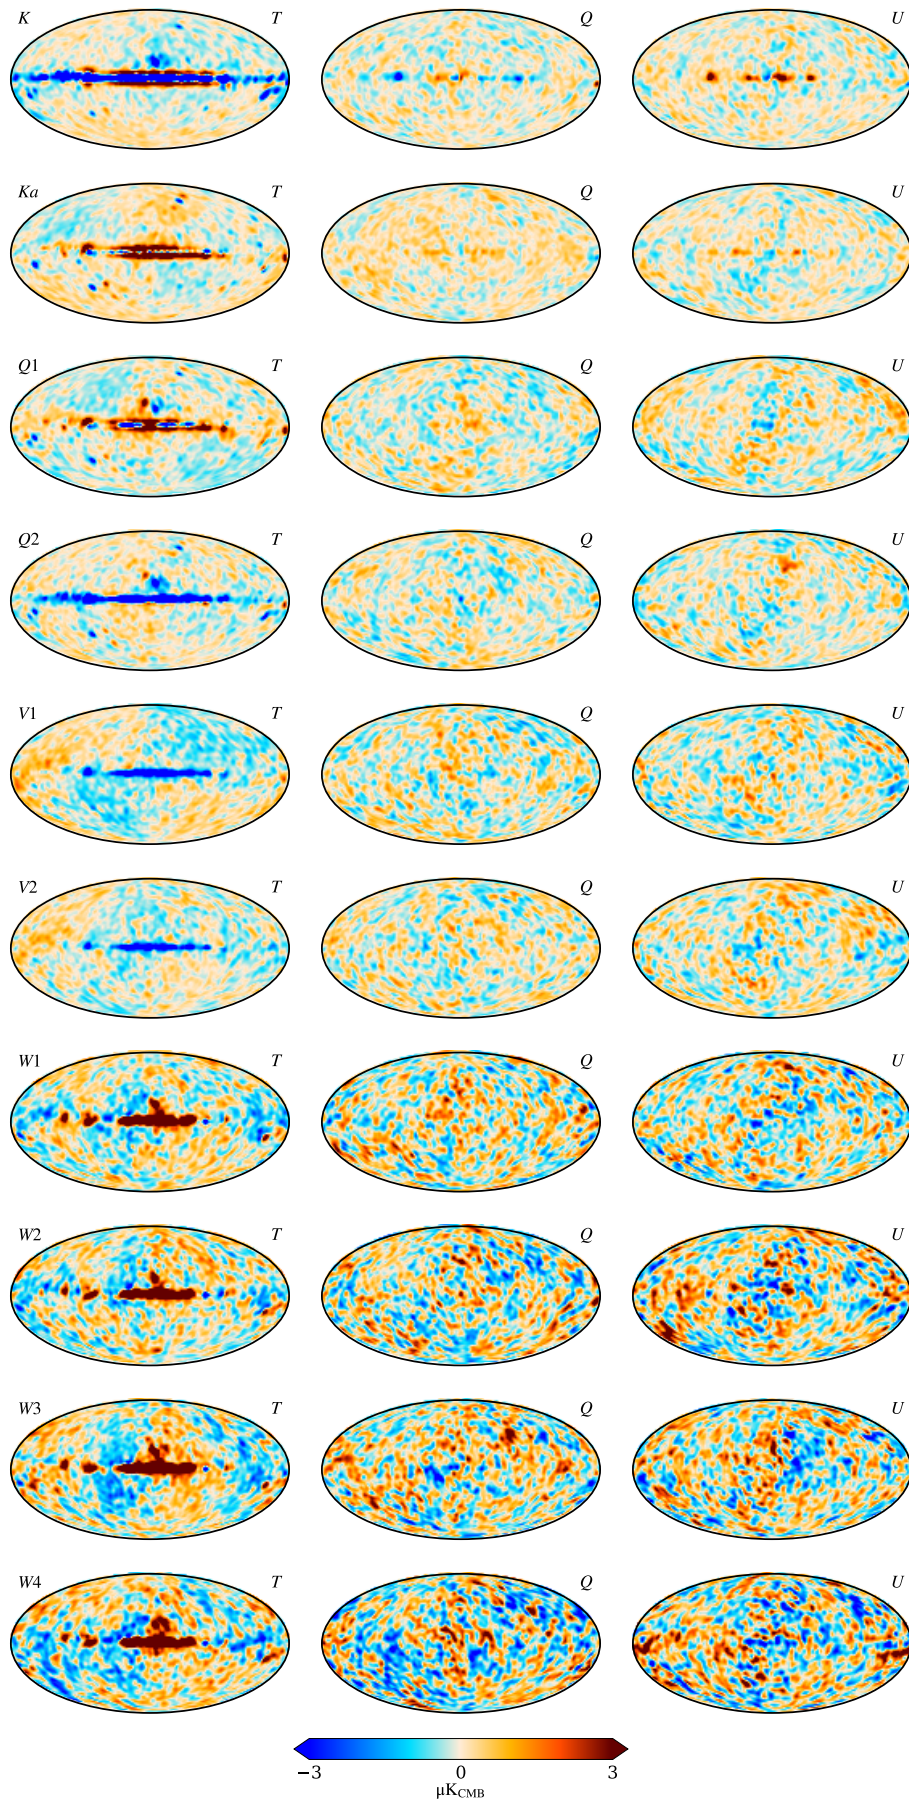 K T Q U
Ka T Q U
Q1 T Q U
Q2 T Q U
V1 T Q U
V2 T Q U
W1 T Q U
W2 T Q U
W3 T Q U
W4 T Q U
−3 0 3
μK_CMB